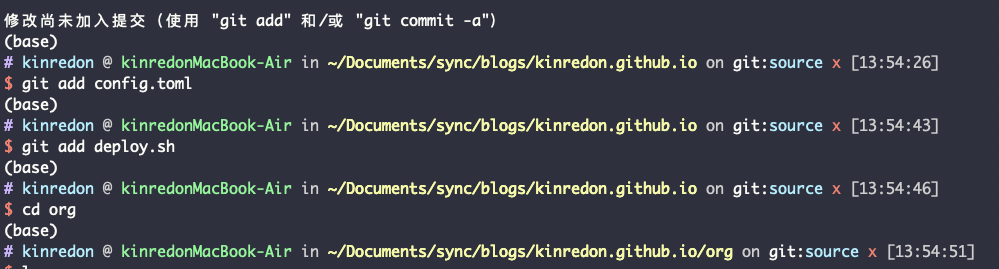 修改尚未加入提交（使用 "git add" 和/或 "git commit -a"）
(base)
# kinredon @ kinredonMacBook-Air in ~/Documents/sync/blogs/kinredon.github.io on git:source x [13:54:26]
$ git add config.toml
(base)
# kinredon @ kinredonMacBook-Air in ~/Documents/sync/blogs/kinredon.github.io on git:source x [13:54:43]
$ git add deploy.sh
(base)
# kinredon @ kinredonMacBook-Air in ~/Documents/sync/blogs/kinredon.github.io on git:source x [13:54:46]
$ cd org
(base)
# kinredon @ kinredonMacBook-Air in ~/Documents/sync/blogs/kinredon.github.io/org on git:source x [13:54:51]